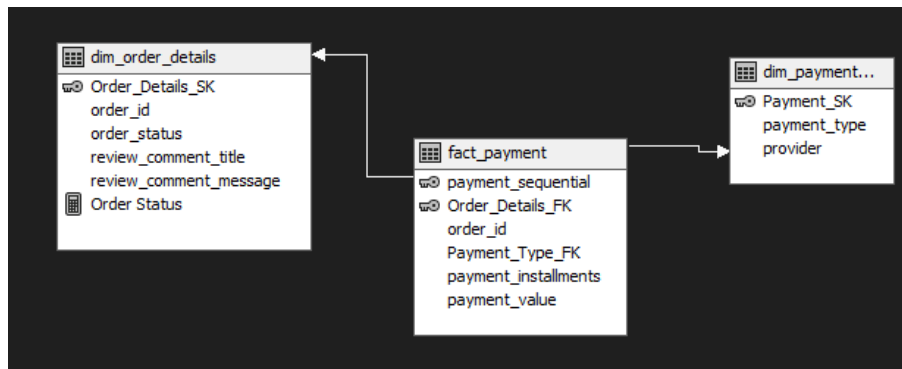 dim_order_details
Order_Details_SK
order_id
order_status
review_comment_title
review_comment_message
Order Status
fact_payment
payment_sequential
Order_Details_FK
order_id
Payment_Type_FK
payment_installments
payment_value
dim_payment...
Payment_SK
payment_type
provider